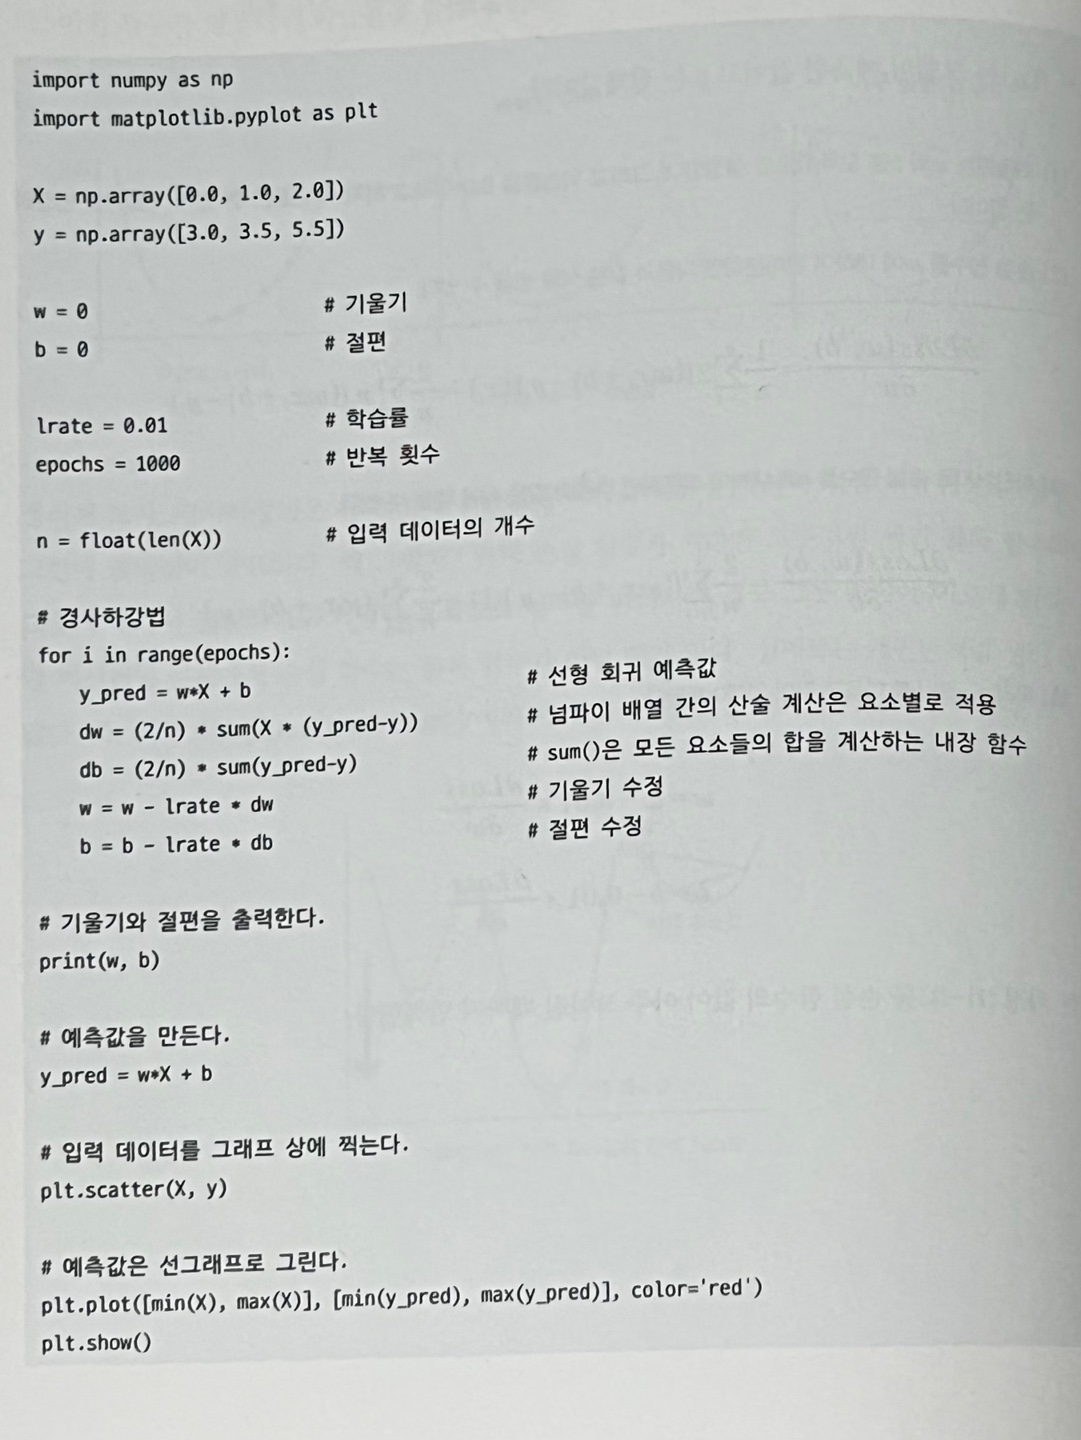 import numpy as np
import matplotlib.pyplot as plt
X = np.array([0.0, 1.0, 2.0])
y = np.array([3.0, 3.5, 5.5])
w = 0 # 기울기
b = 0 # 절편
lrate = 0.01 # 학습률
epochs = 1000 # 반복 횟수
n = float(len(X)) # 입력 데이터의 개수
# 경사하강법
for i in range(epochs):
y_pred = w*X + b # 선형 회귀 예측값
dw = (2/n) * sum(X * (y_pred-y)) # 넘파이 배열 간의 산술 계산은 요소별로 적용
db = (2/n) * sum(y_pred-y) # sum()은 모든 요소들의 합을 계산하는 내장 함수
w = w - lrate * dw # 기울기 수정
b = b - lrate * db # 절편 수정
# 기울기와 절편을 출력한다.
print(w, b)
# 예측값을 만든다.
y_pred = w*X + b
# 입력 데이터를 그래프 상에 찍는다.
plt.scatter(X, y)
# 예측값은 선그래프로 그린다.
plt.plot([min(X), max(X)], [min(y_pred), max(y_pred)], color='red')
plt.show()